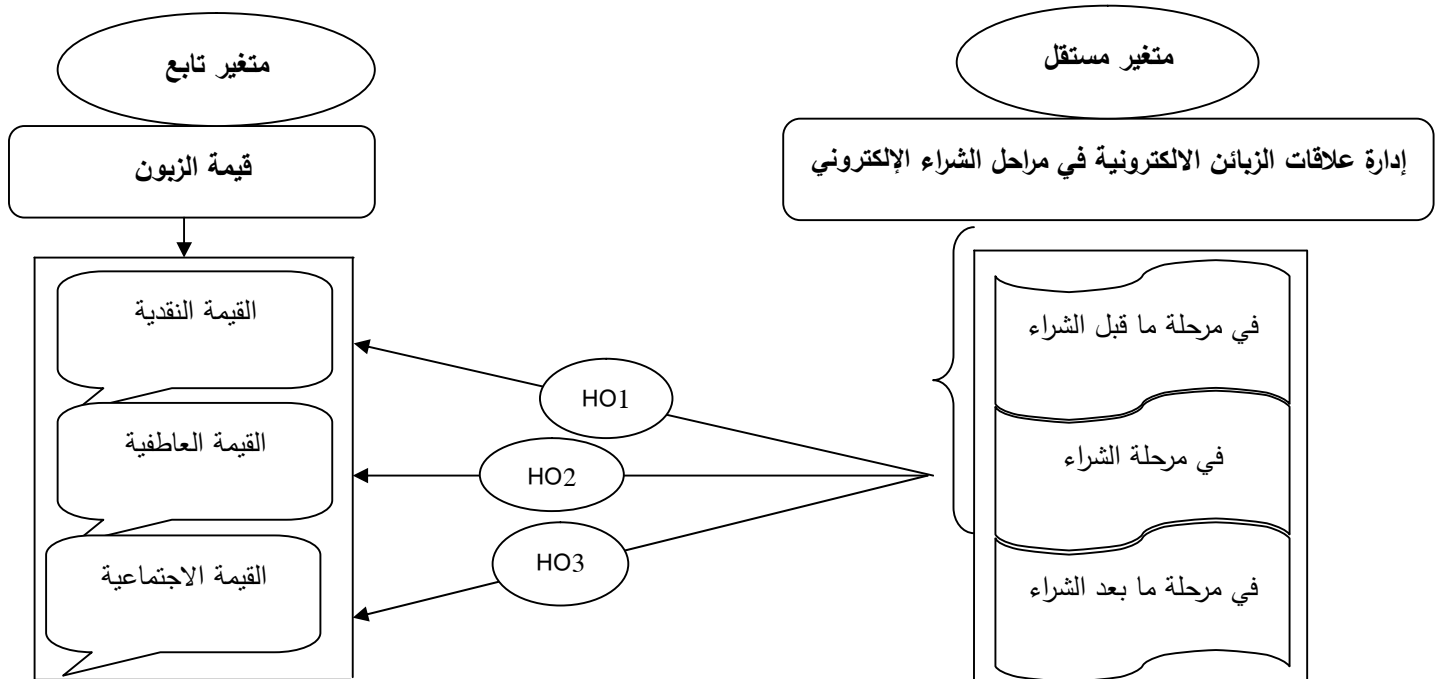 متغير مستقل
متغير تابع
إدارة علاقات الزبائن الالكترونية في مراحل الشراء الإلكتروني
قيمة الزبون
في مرحلة ما قبل الشراء
في مرحلة الشراء
في مرحلة ما بعد الشراء
HO1
HO2
HO3
القيمة النقدية
القيمة العاطفية
القيمة الاجتماعية